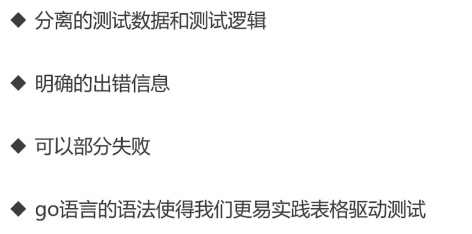 ◆ 分离的测试数据和测试逻辑
◆ 明确的出错信息
◆ 可以部分失败
◆ go语言的语法使得我们更易实践表格驱动测试